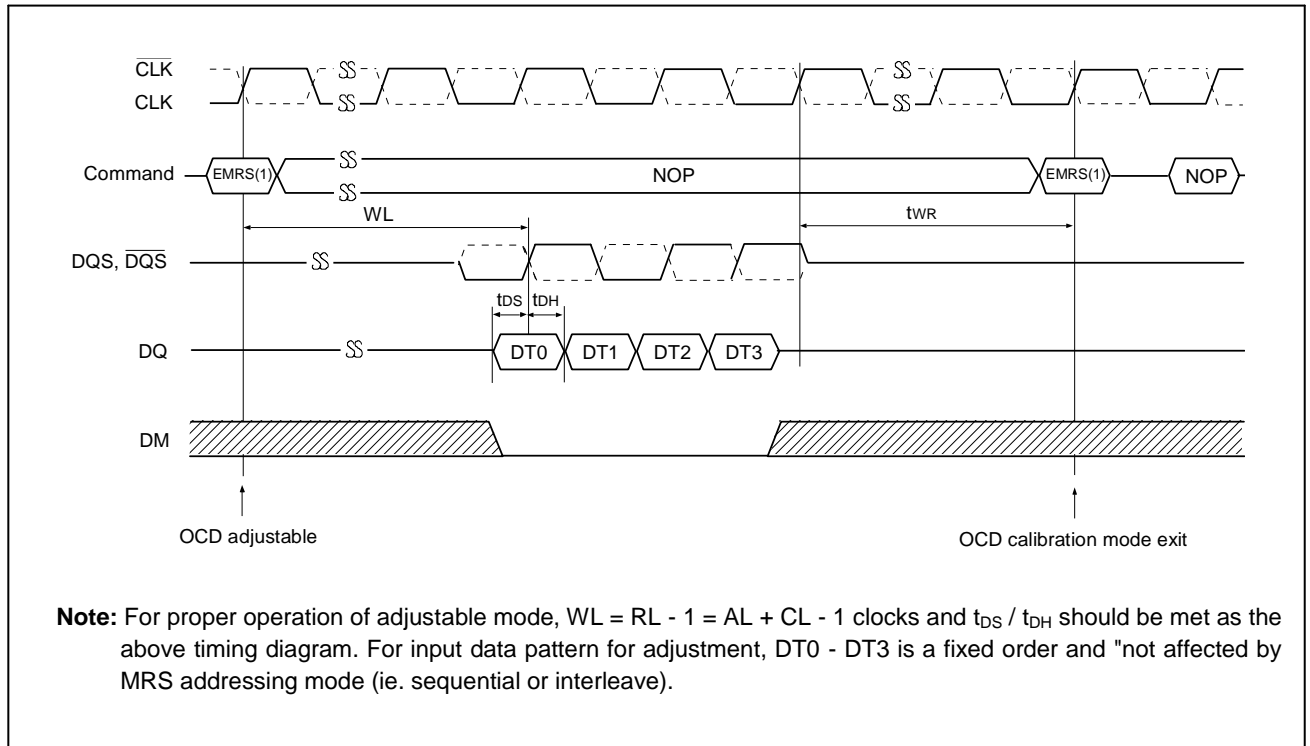 CLK
CLK
Command EMRS(1) NOP EMRS(1) NOP
WL tWR
DQS, DQS
tDS tDH
DQ DT0 DT1 DT2 DT3
DM
OCD adjustable OCD calibration mode exit
Note: For proper operation of adjustable mode, WL = RL - 1 = AL + CL - 1 clocks and tDS / tDH should be met as the
above timing diagram. For input data pattern for adjustment, DT0 - DT3 is a fixed order and "not affected by
MRS addressing mode (ie. sequential or interleave).